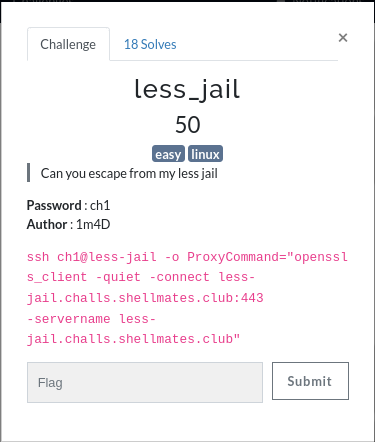 Challenge
18 Solves
×
less_jail
50
easy linux
Can you escape from my less jail
Password : ch1
Author : 1m4D
ssh ch1@less-jail -o ProxyCommand="openssl
s_client -quiet -connect less-
jail.challs.shellmates.club:443
-servername less-
jail.challs.shellmates.club"
Flag
Submit